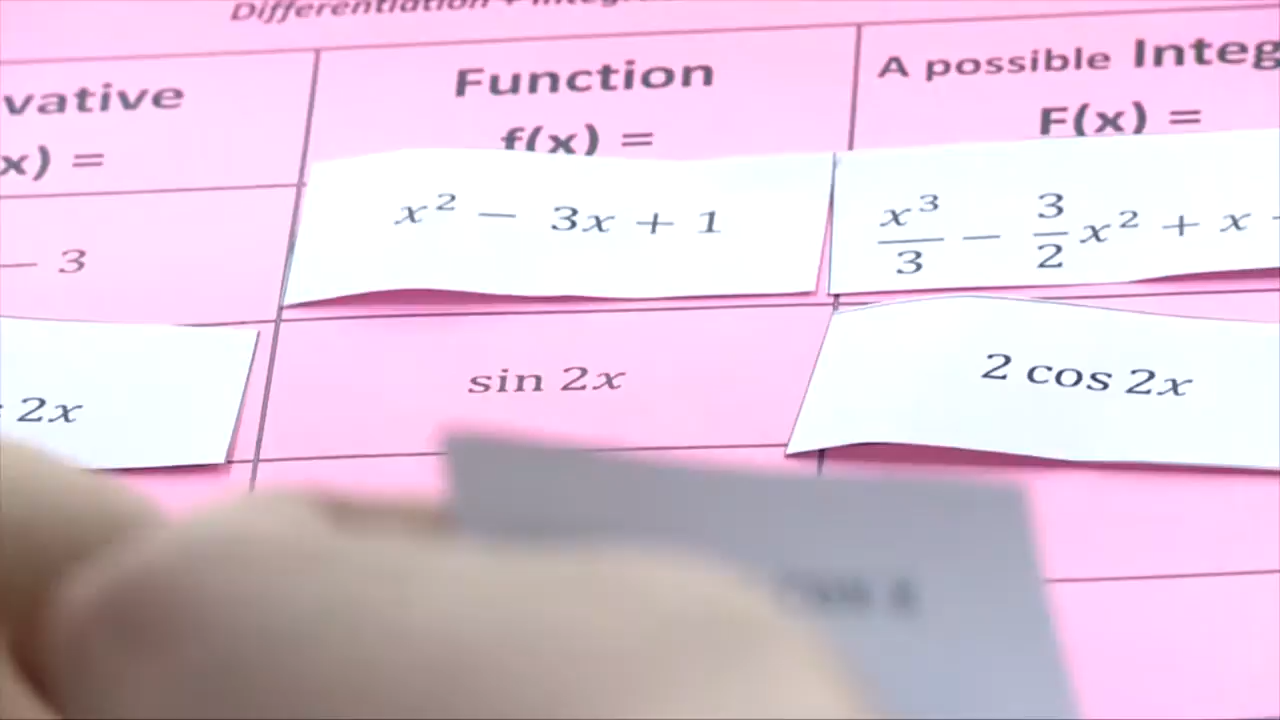 Differentiation
vative Function A possible Integ
x) = f(x) = F(x) =
− 3 x² − 3x + 1 x³/3 − 3/2 x² + x
2x sin 2x 2 cos 2x